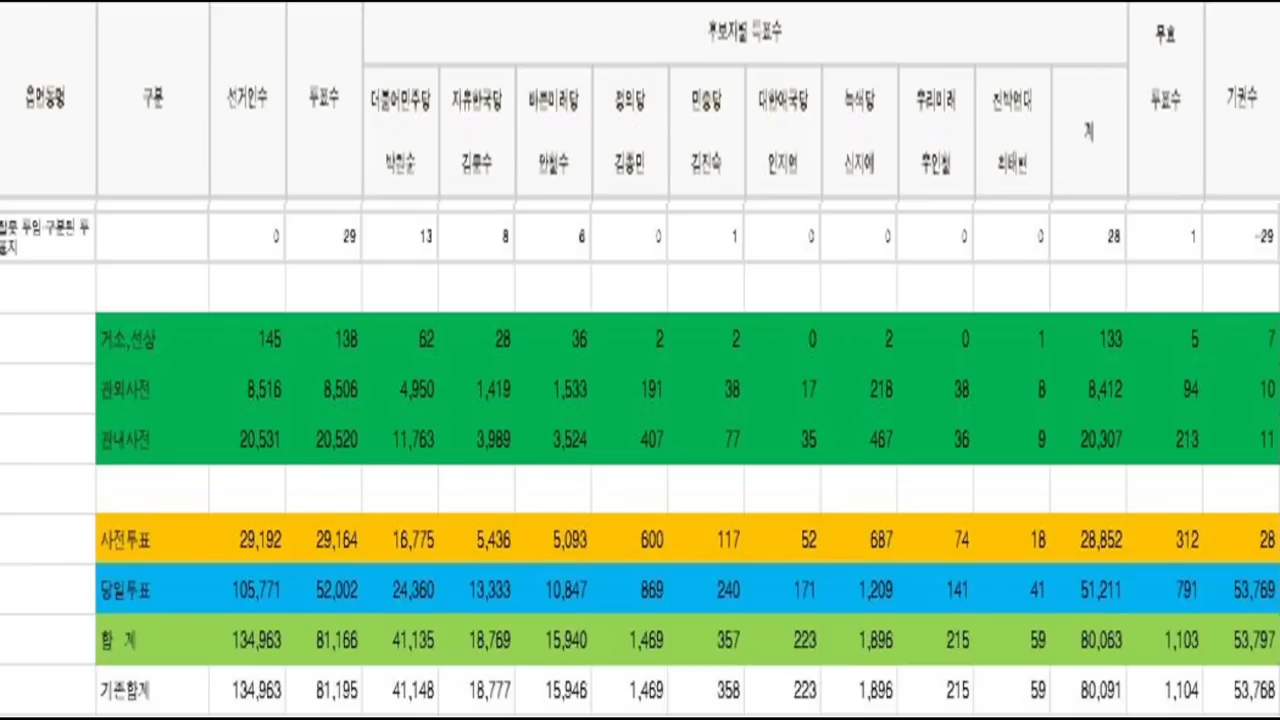 후보자별 득표수
무효
읍면동명 구분 선거인수 투표수 더불어민주당 자유한국당 바른미래당 정의당 민중당 대한애국당 녹색당 우리미래 친박연대 계 투표수 기권수
박원순 김문수 안철수 김종민 김진숙 인지연 신지예 우인철 최태현
잘못 투입·구분된 투 0 29 13 8 6 0 1 0 0 0 0 28 1 -29
표지
거소,선상 145 138 62 28 36 2 2 0 2 0 1 133 5 7
관외사전 8,516 8,506 4,950 1,419 1,533 191 38 17 218 38 8 8,412 94 10
관내사전 20,531 20,520 11,763 3,989 3,524 407 77 35 467 36 9 20,307 213 11
사전투표 29,192 29,164 16,775 5,436 5,093 600 117 52 687 74 18 28,852 312 28
당일투표 105,771 52,002 24,360 13,333 10,847 869 240 171 1,209 141 41 51,211 791 53,769
합 계 134,963 81,166 41,135 18,769 15,940 1,469 357 223 1,896 215 59 80,063 1,103 53,797
기존합계 134,963 81,195 41,148 18,777 15,946 1,469 358 223 1,896 215 59 80,091 1,104 53,768